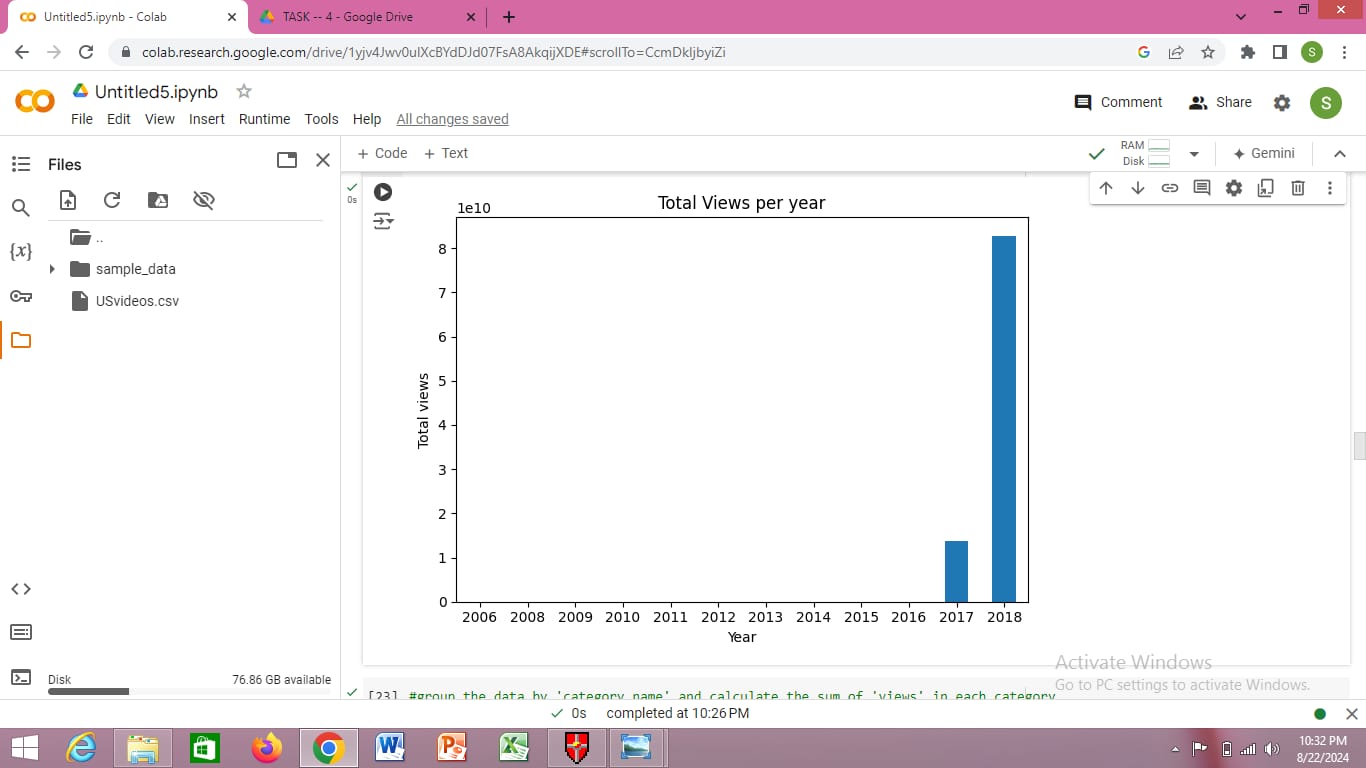 Untitled5.ipynb - Colab
TASK -- 4 - Google Drive
colab.research.google.com/drive/1yjv4Jwv0ulXcBYdDJd07FsA8AkqijXDE#scrollTo=CcmDkIjbyiZi
S
Untitled5.ipynb
File Edit View Insert Runtime Tools Help All changes saved
Comment
Share
S
Files
+ Code + Text
RAM
Disk
Gemini
..
sample_data
USvideos.csv
{x}
0s
Total Views per year
1e10
8
7
6
5
4
3
2
1
0
Total views
2006 2008 2009 2010 2011 2012 2013 2014 2015 2016 2017 2018
Year
Disk 76.86 GB available
[23] #group the data by 'category_name' and calculate the sum of 'views' in each category
Activate Windows
Go to PC settings to activate Windows.
0s completed at 10:26 PM
10:32 PM
8/22/2024